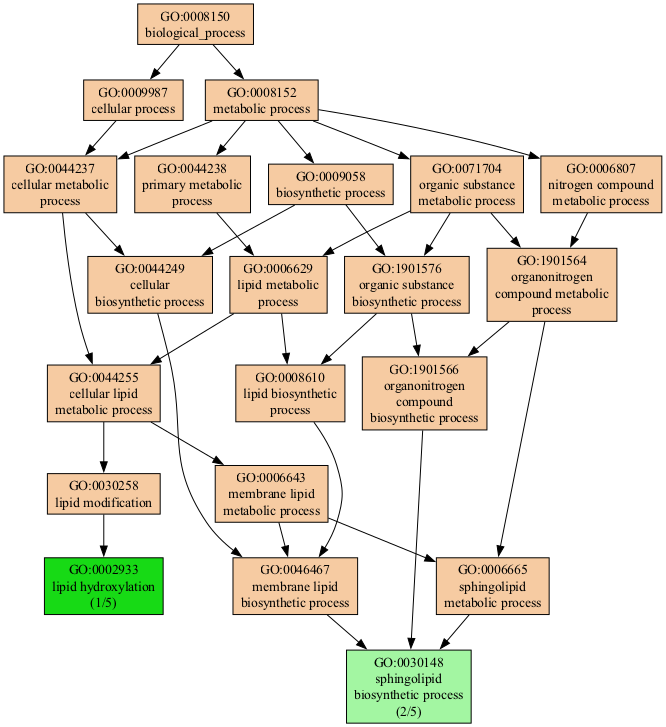 GO:0008150
biological_process
GO:0009987
cellular process
GO:0008152
metabolic process
GO:0044237
cellular metabolic
process
GO:0044238
primary metabolic
process
GO:0009058
biosynthetic process
GO:0071704
organic substance
metabolic process
GO:0006807
nitrogen compound
metabolic process
GO:0044249
cellular
biosynthetic process
GO:0006629
lipid metabolic
process
GO:1901576
organic substance
biosynthetic process
GO:1901564
organonitrogen
compound metabolic
process
GO:0044255
cellular lipid
metabolic process
GO:0008610
lipid biosynthetic
process
GO:1901566
organonitrogen
compound
biosynthetic process
GO:0030258
lipid modification
GO:0006643
membrane lipid
metabolic process
GO:0002933
lipid hydroxylation
(1/5)
GO:0046467
membrane lipid
biosynthetic process
GO:0006665
sphingolipid
metabolic process
GO:0030148
sphingolipid
biosynthetic process
(2/5)